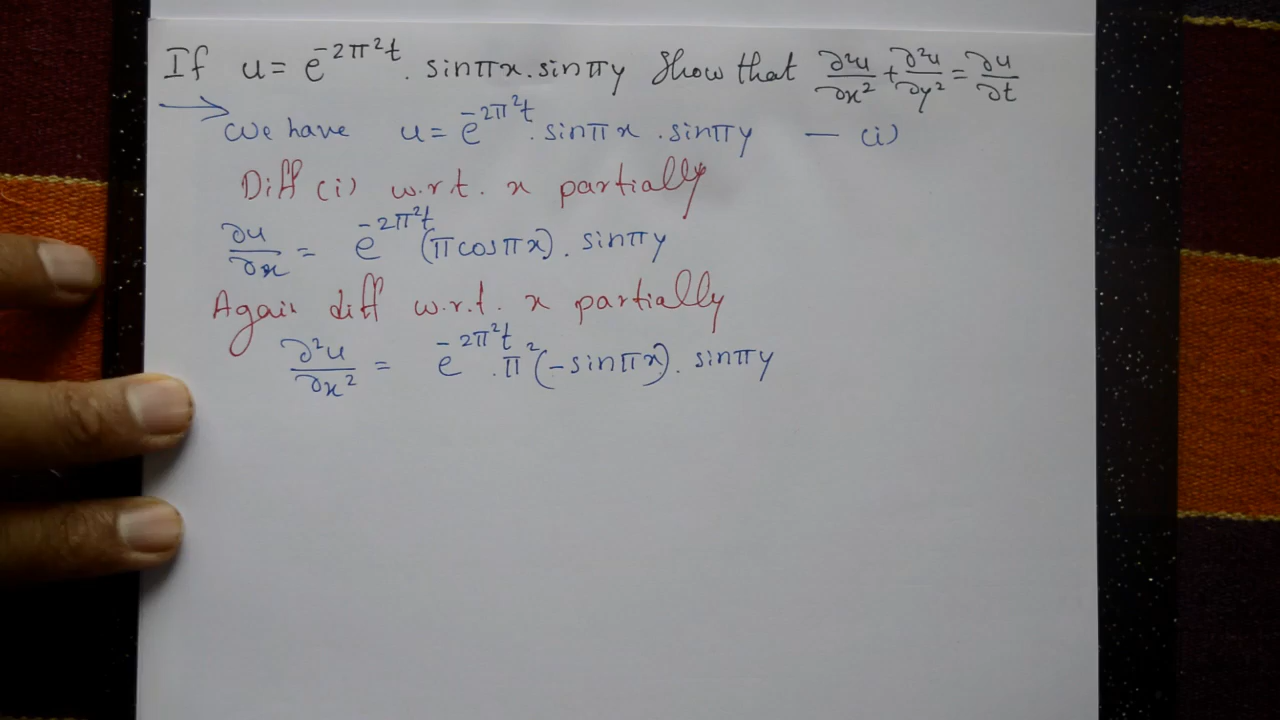 If u = e^{-2π²t} . sinπx . sinπy Show that ∂²u/∂x² + ∂²u/∂y² = ∂u/∂t
→ We have u = e^{-2π²t} . sinπx . sinπy — (i)
Diff (i) w.r.t. x partially
∂u/∂x = e^{-2π²t} (π cosπx) . sinπy
Again diff w.r.t. x partially
∂²u/∂x² = e^{-2π²t} . π² (-sinπx) . sinπy